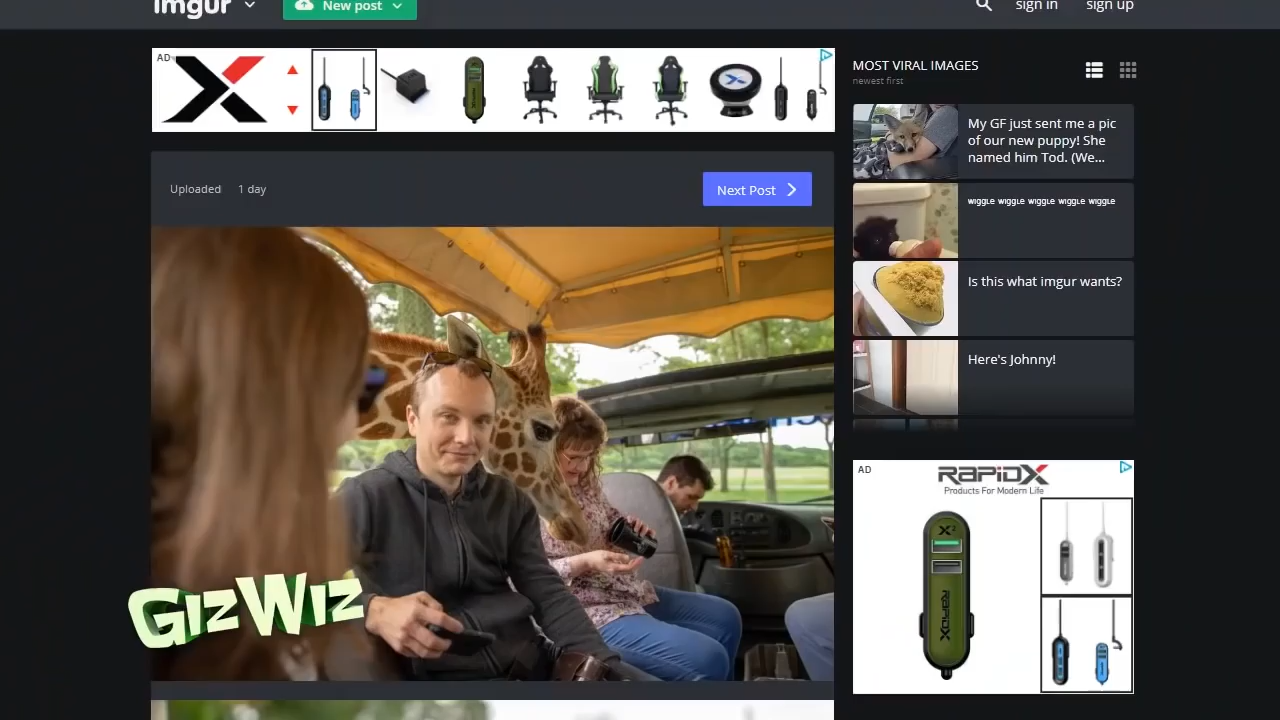 imgur
New post
sign in
sign up
AD
X
MOST VIRAL IMAGES
newest first
My GF just sent me a pic
of our new puppy! She
named him Tod. (We...
wiggle wiggle wiggle wiggle wiggle
Is this what imgur wants?
Here's Johnny!
Uploaded 1 day
Next Post
GizWiz
AD
RapidX
Products For Modern Life
X²
RapidX